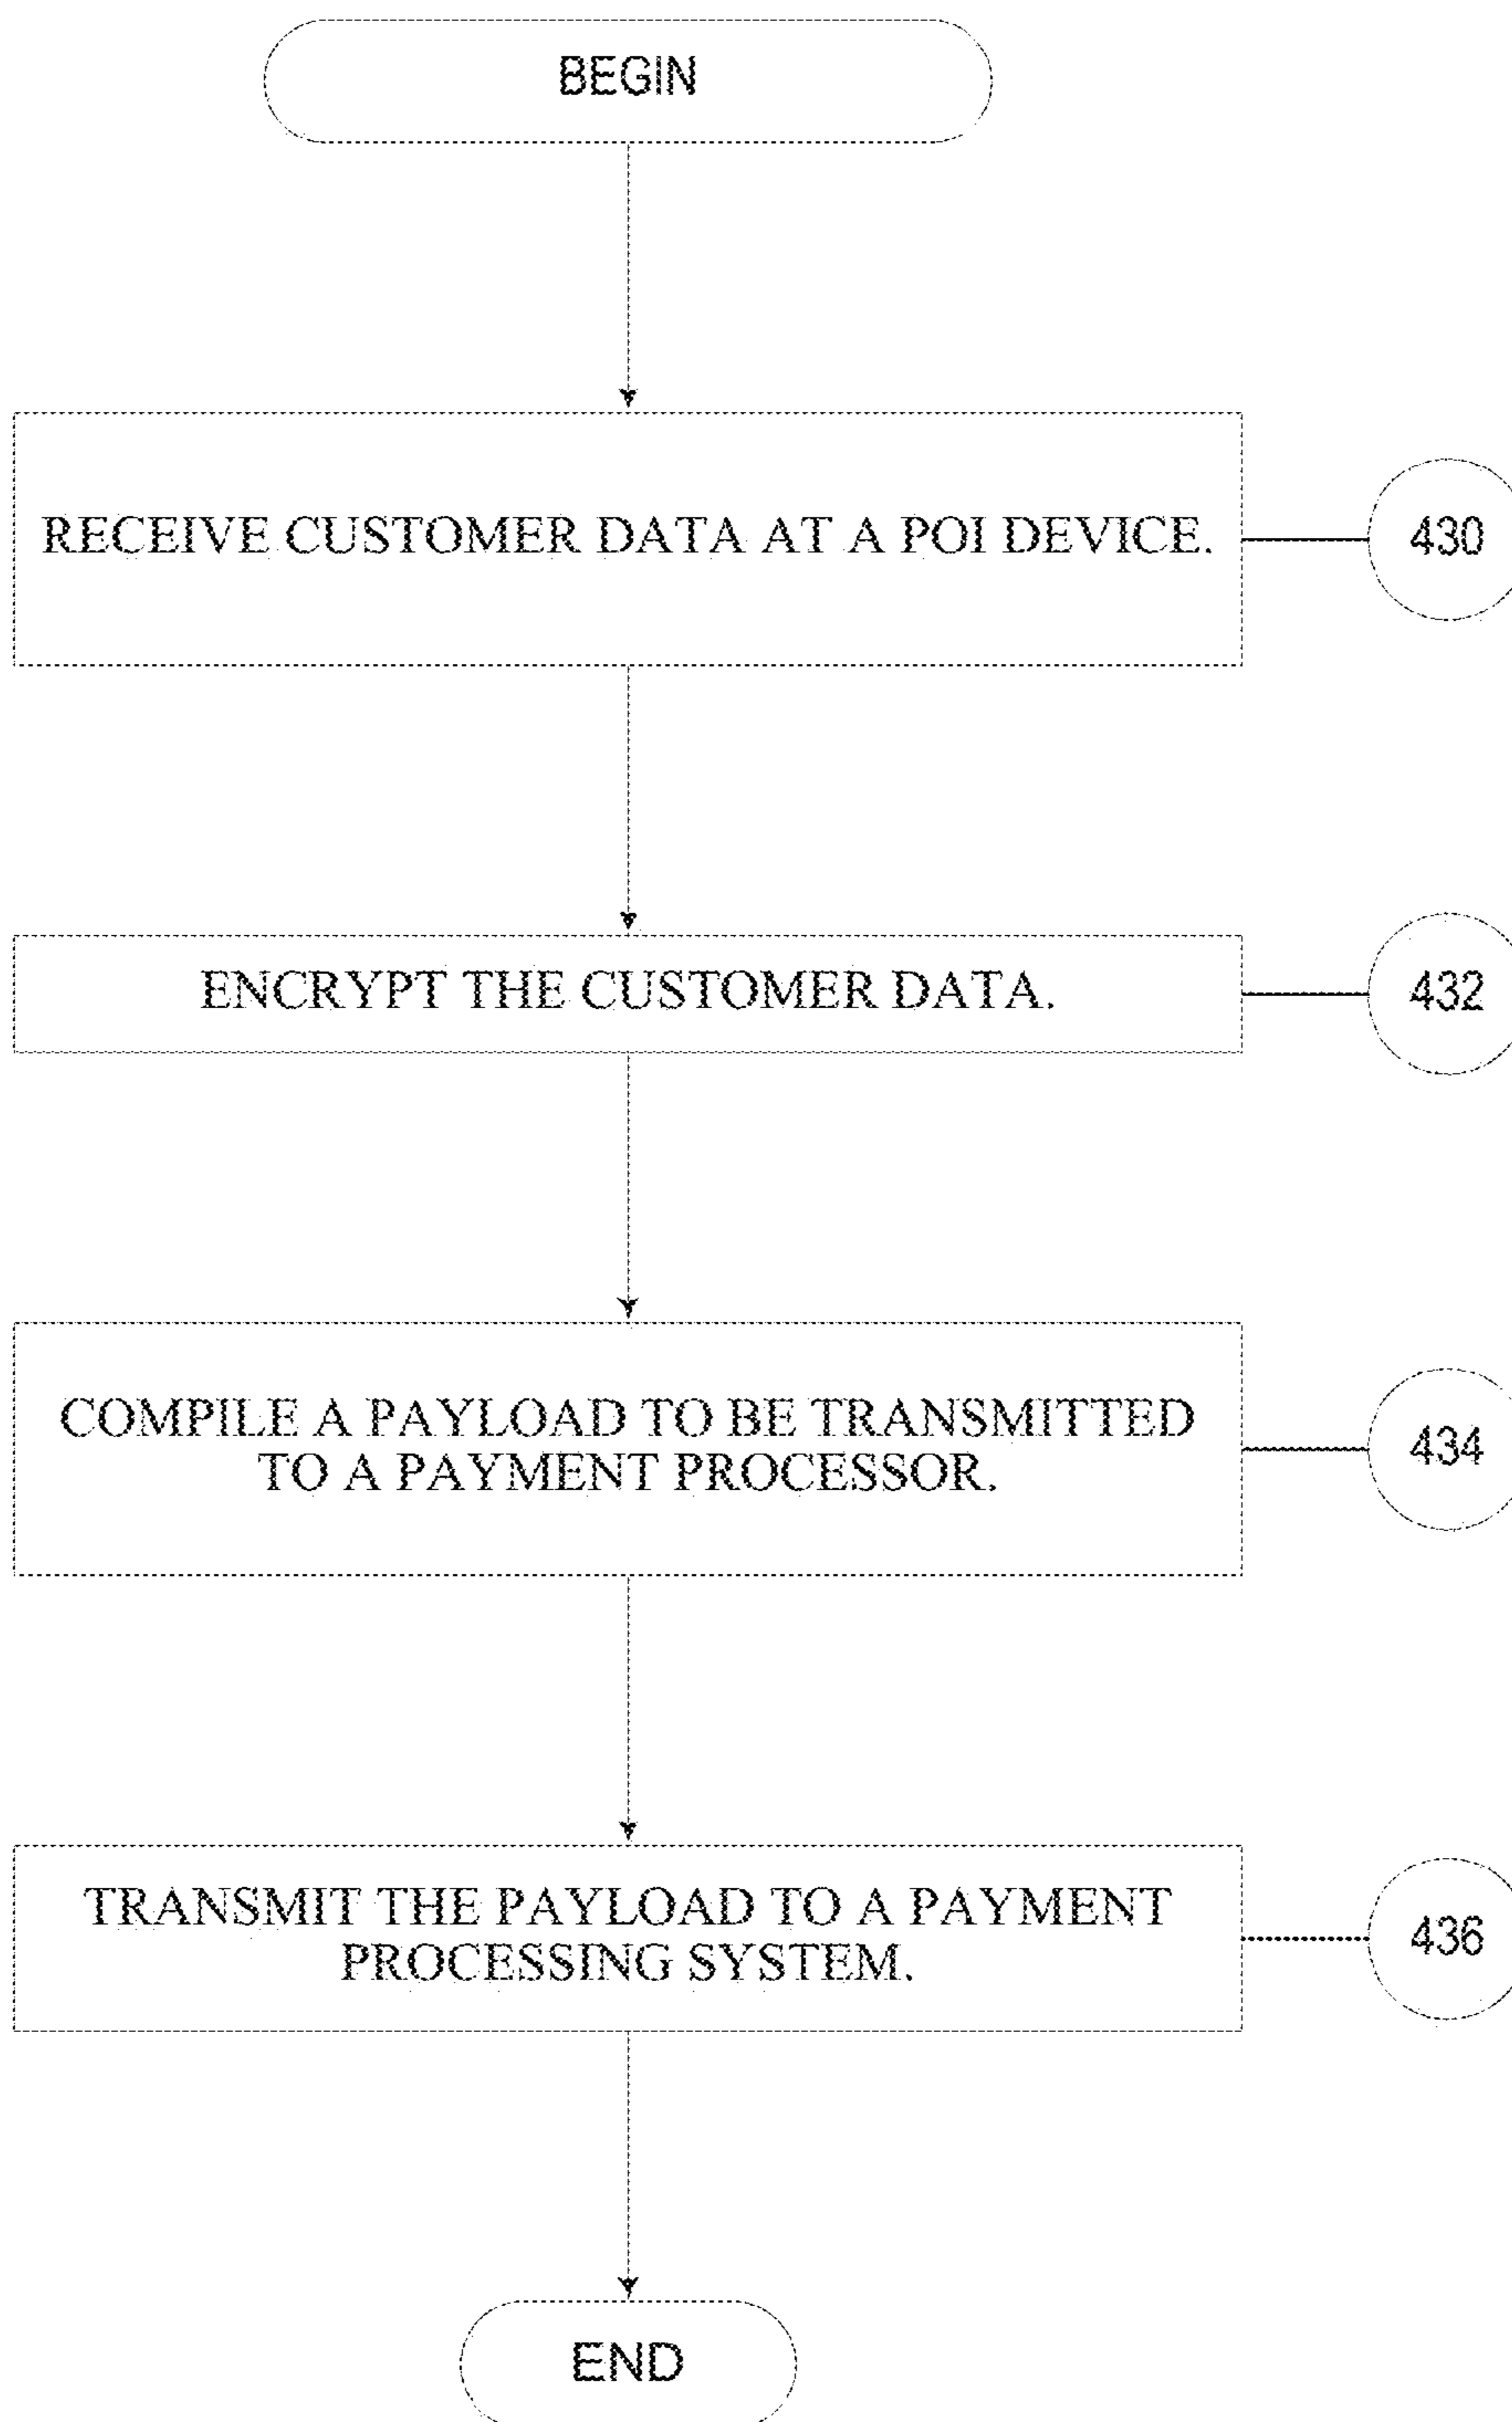 BEGIN
RECEIVE CUSTOMER DATA AT A POI DEVICE.
430
ENCRYPT THE CUSTOMER DATA.
432
COMPILE A PAYLOAD TO BE TRANSMITTED
TO A PAYMENT PROCESSOR.
434
TRANSMIT THE PAYLOAD TO A PAYMENT
PROCESSING SYSTEM.
436
END